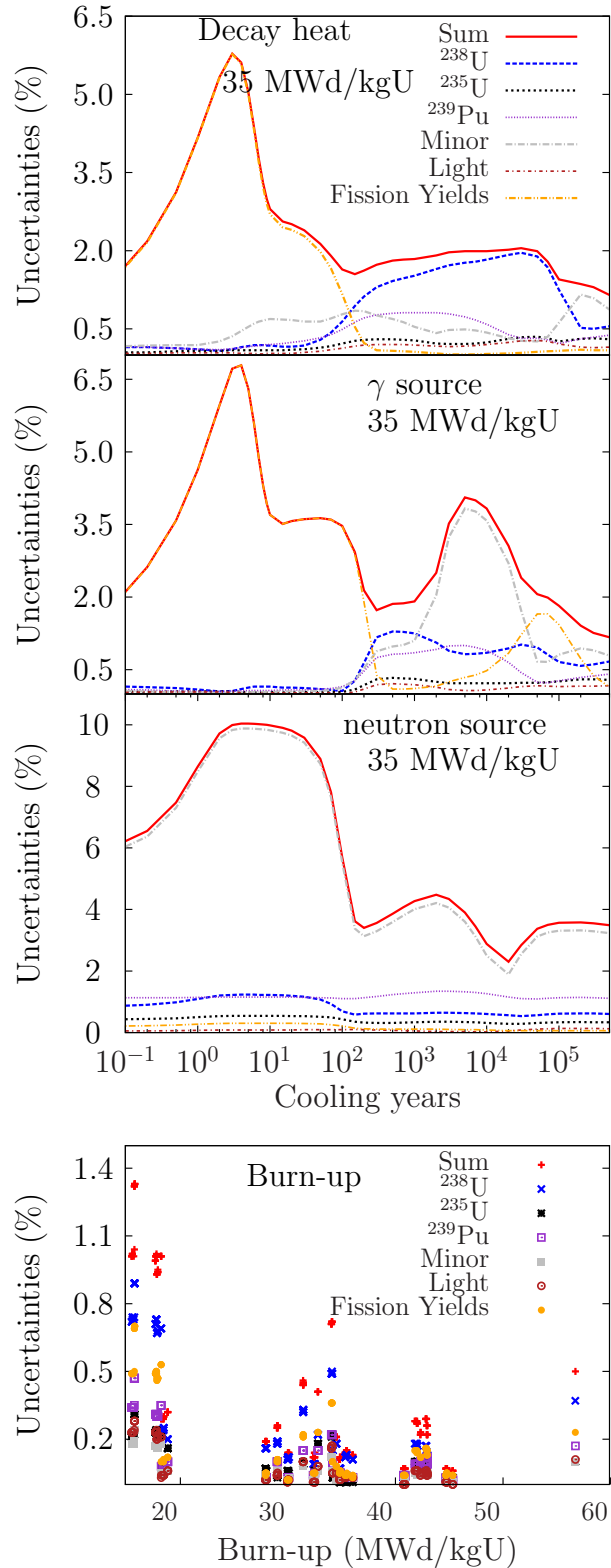 Decay heat
35 MWd/kgU
Sum
²³⁸U
²³⁵U
²³⁹Pu
Minor
Light
Fission Yields
Uncertainties (%)
6.5
5.0
3.5
2.0
0.5
γ source
35 MWd/kgU
Uncertainties (%)
6.5
5.0
3.5
2.0
0.5
neutron source
35 MWd/kgU
Uncertainties (%)
10
8
6
4
2
0
10⁻¹ 10⁰ 10¹ 10² 10³ 10⁴ 10⁵
Cooling years
Burn-up
Sum
²³⁸U
²³⁵U
²³⁹Pu
Minor
Light
Fission Yields
Uncertainties (%)
1.4
1.1
0.8
0.5
0.2
20 30 40 50 60
Burn-up (MWd/kgU)